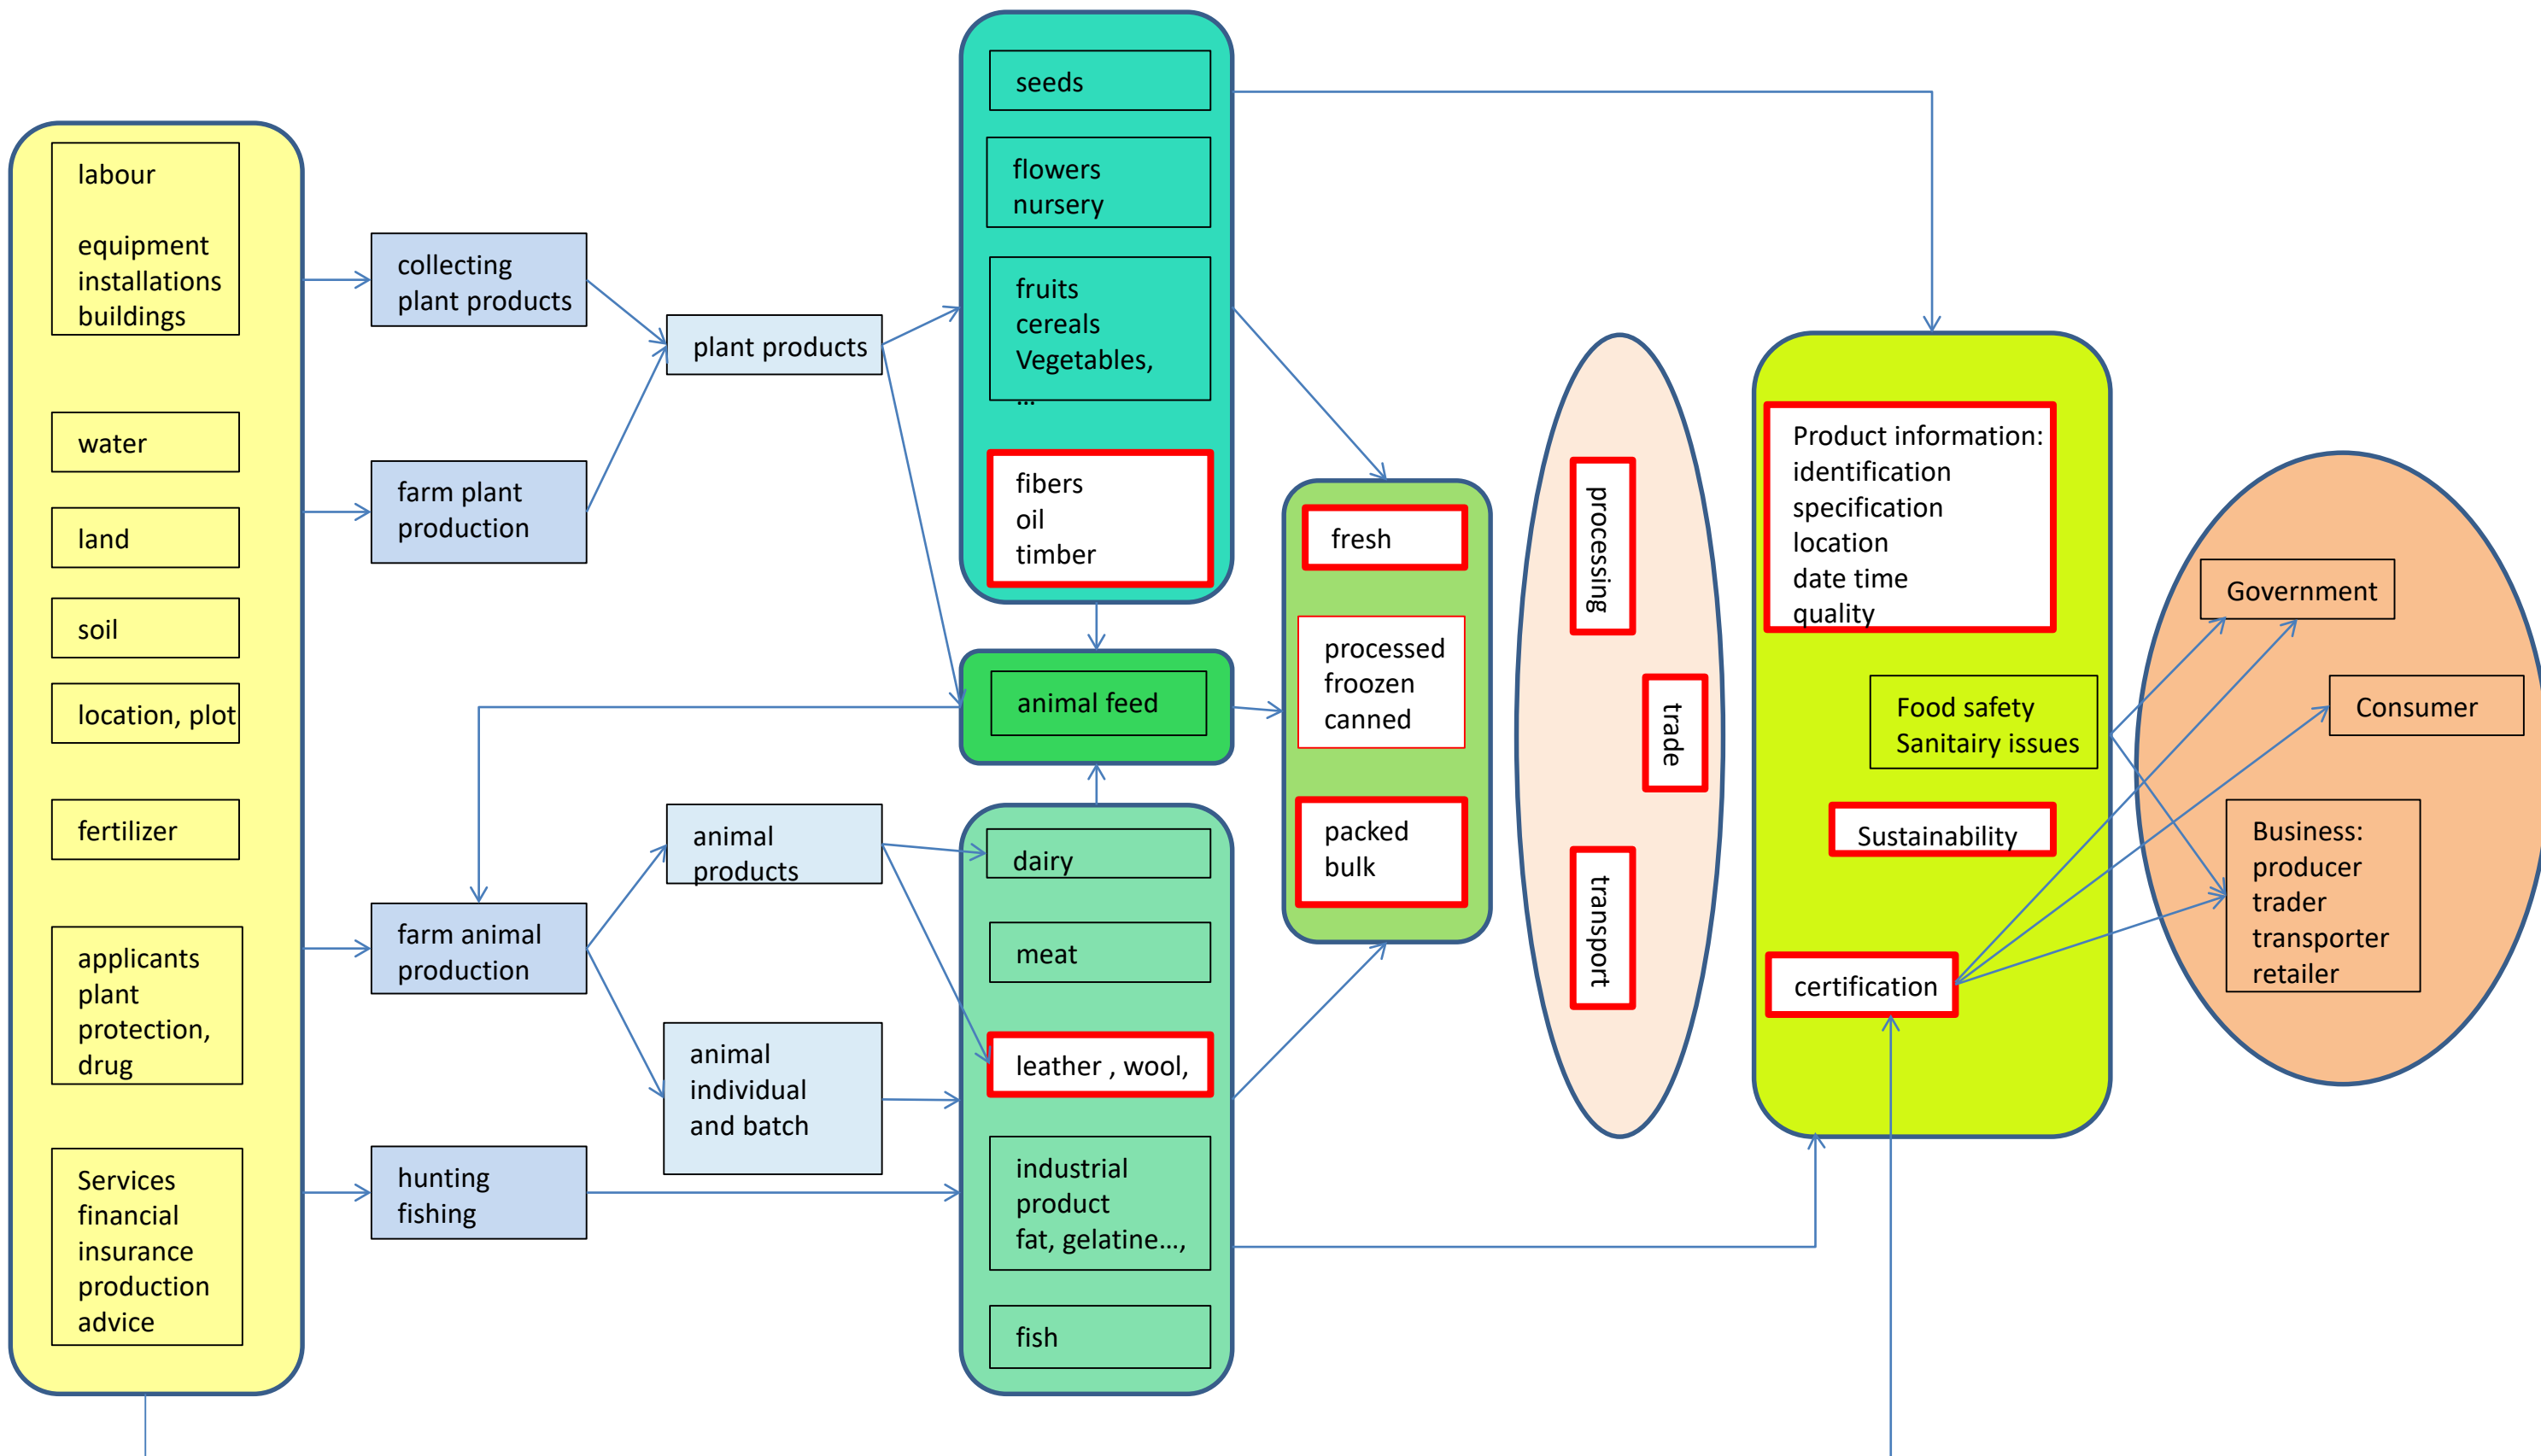 labour
equipment
installations
buildings
water
land
soil
location, plot
fertilizer
applicants
plant
protection,
drug
Services
financial
insurance
production
advice
collecting
plant products
farm plant
production
farm animal
production
hunting
fishing
plant products
animal
products
animal
individual
and batch
seeds
flowers
nursery
fruits
cereals
Vegetables,
...
fibers
oil
timber
animal feed
dairy
meat
leather , wool,
industrial
product
fat, gelatine...,
fish
fresh
processed
froozen
canned
packed
bulk
processing
trade
transport
Product information:
identification
specification
location
date time
quality
Food safety
Sanitairy issues
Sustainability
certification
Government
Consumer
Business:
producer
trader
transporter
retailer